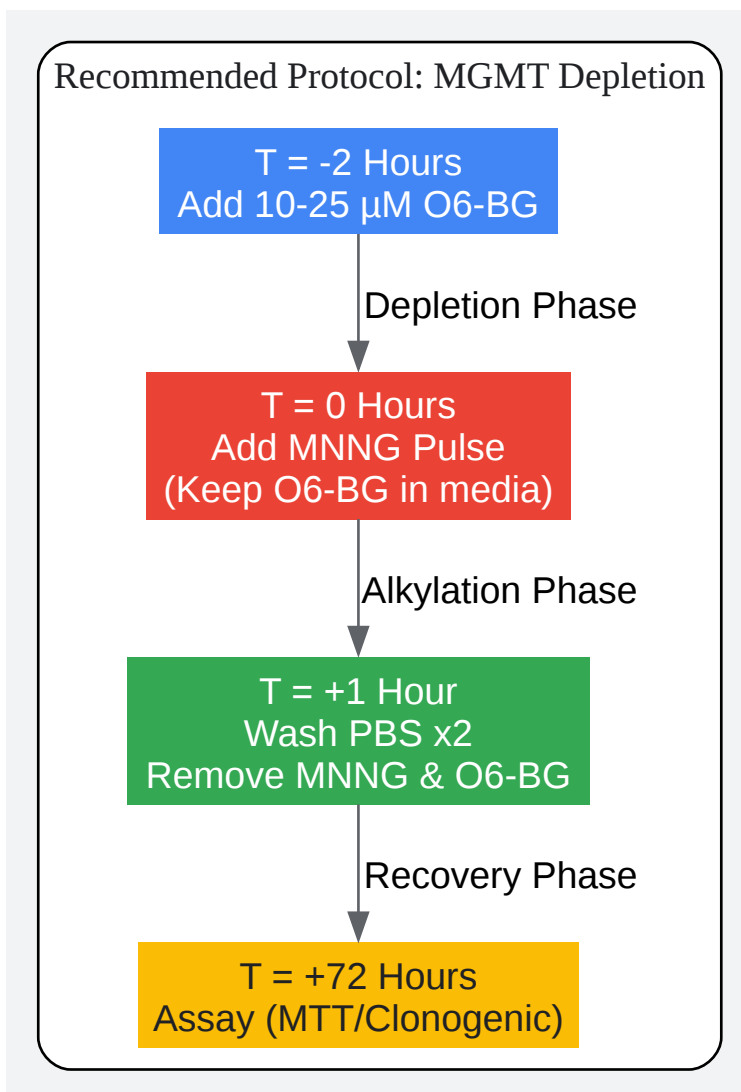 Recommended Protocol: MGMT Depletion
T = -2 Hours
Add 10-25 µM O6-BG
Depletion Phase
T = 0 Hours
Add MNNG Pulse
(Keep O6-BG in media)
Alkylation Phase
T = +1 Hour
Wash PBS x2
Remove MNNG & O6-BG
Recovery Phase
T = +72 Hours
Assay (MTT/Clonogenic)